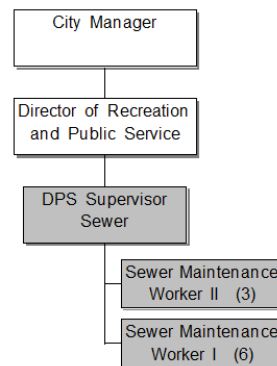 City Manager
Director of Recreation
and Public Service
DPS Supervisor
Sewer
Sewer Maintenance
Worker II (3)
Sewer Maintenance
Worker I (6)